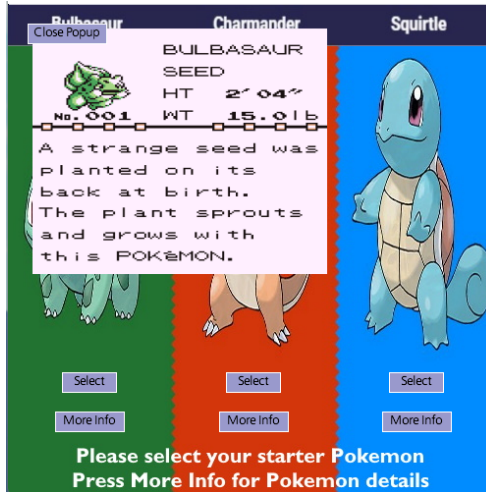 Bulbasaur Charmander Squirtle
Close Popup
BULBASAUR
SEED
HT 2′04″
No.001 WT 15.0lb
A strange seed was
planted on its
back at birth.
The plant sprouts
and grows with
this POKéMON.
Select Select Select
More Info More Info More Info
Please select your starter Pokemon
Press More Info for Pokemon details